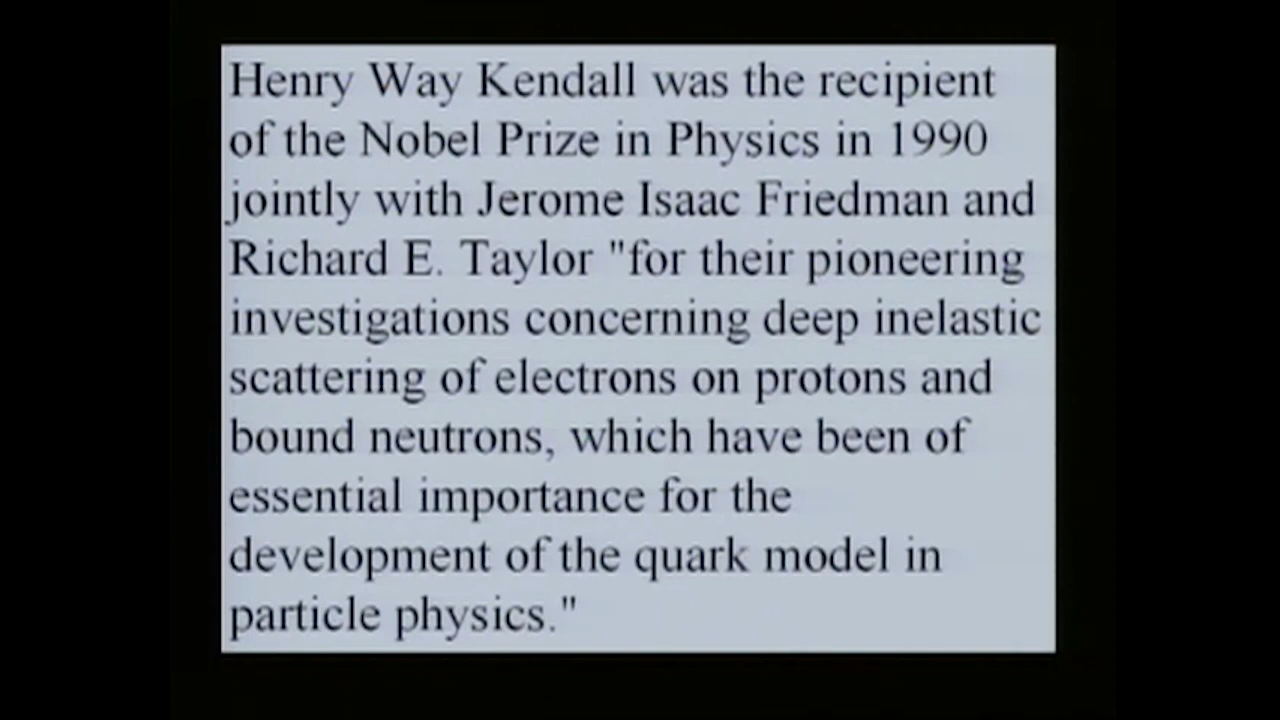 Henry Way Kendall was the recipient
of the Nobel Prize in Physics in 1990
jointly with Jerome Isaac Friedman and
Richard E. Taylor "for their pioneering
investigations concerning deep inelastic
scattering of electrons on protons and
bound neutrons, which have been of
essential importance for the
development of the quark model in
particle physics."